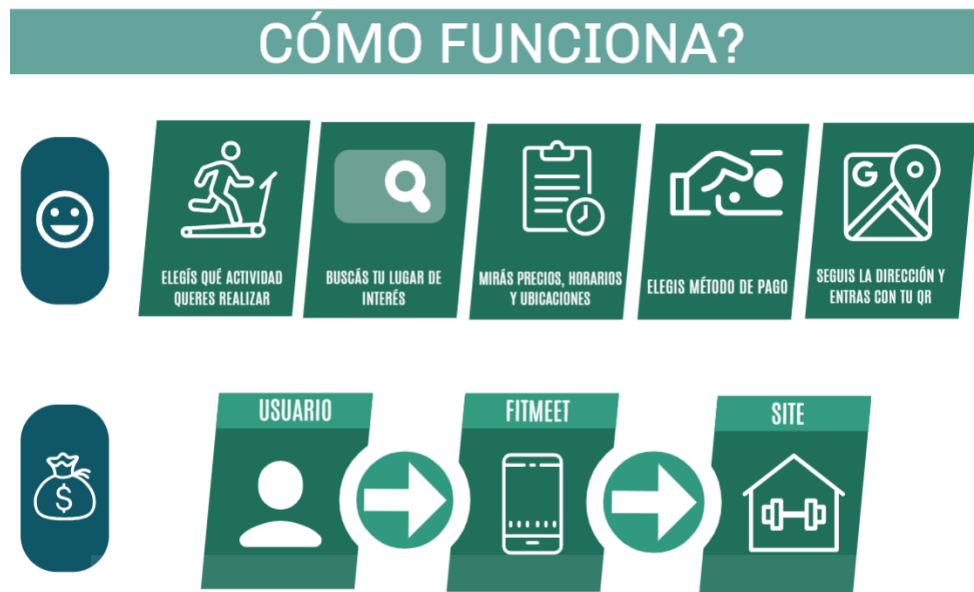 CÓMO FUNCIONA?
ELEGÍS QUÉ ACTIVIDAD
QUERES REALIZAR
BUSCÁS TU LUGAR DE
INTERÉS
MIRÁS PRECIOS, HORARIOS
Y UBICACIONES
ELEGIS MÉTODO DE PAGO
G
SEGUIS LA DIRECCIÓN Y
ENTRAS CON TU QR
USUARIO
FITMEET
SITE
$